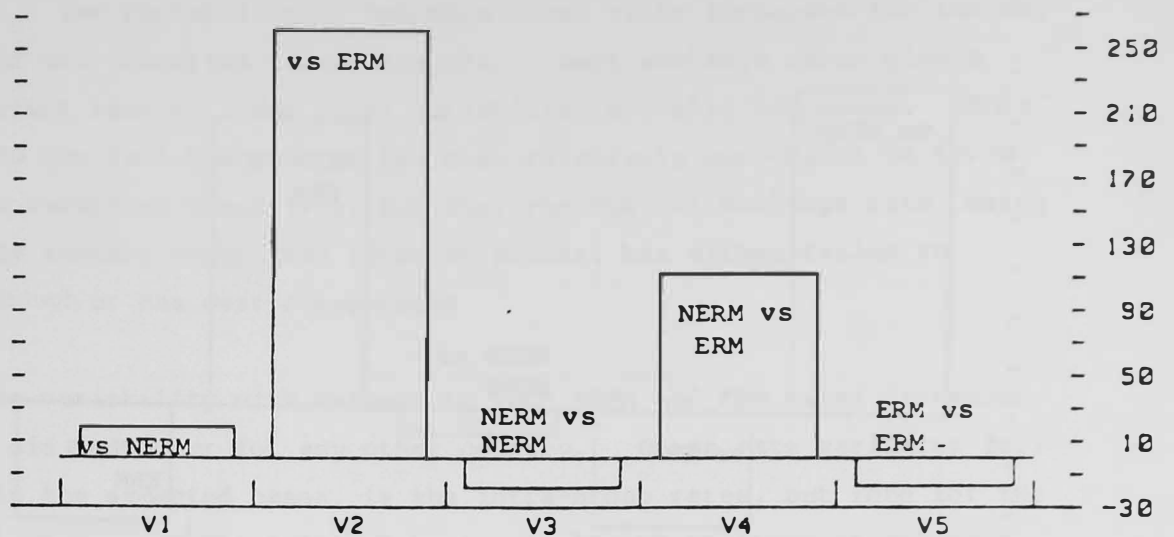 vs ERM
250
210
170
130
NERM vs
ERM
90
50
NERM vs
NERM
ERM vs
ERM
vs NERM
10
-30
V1
V2
V3
V4
V5